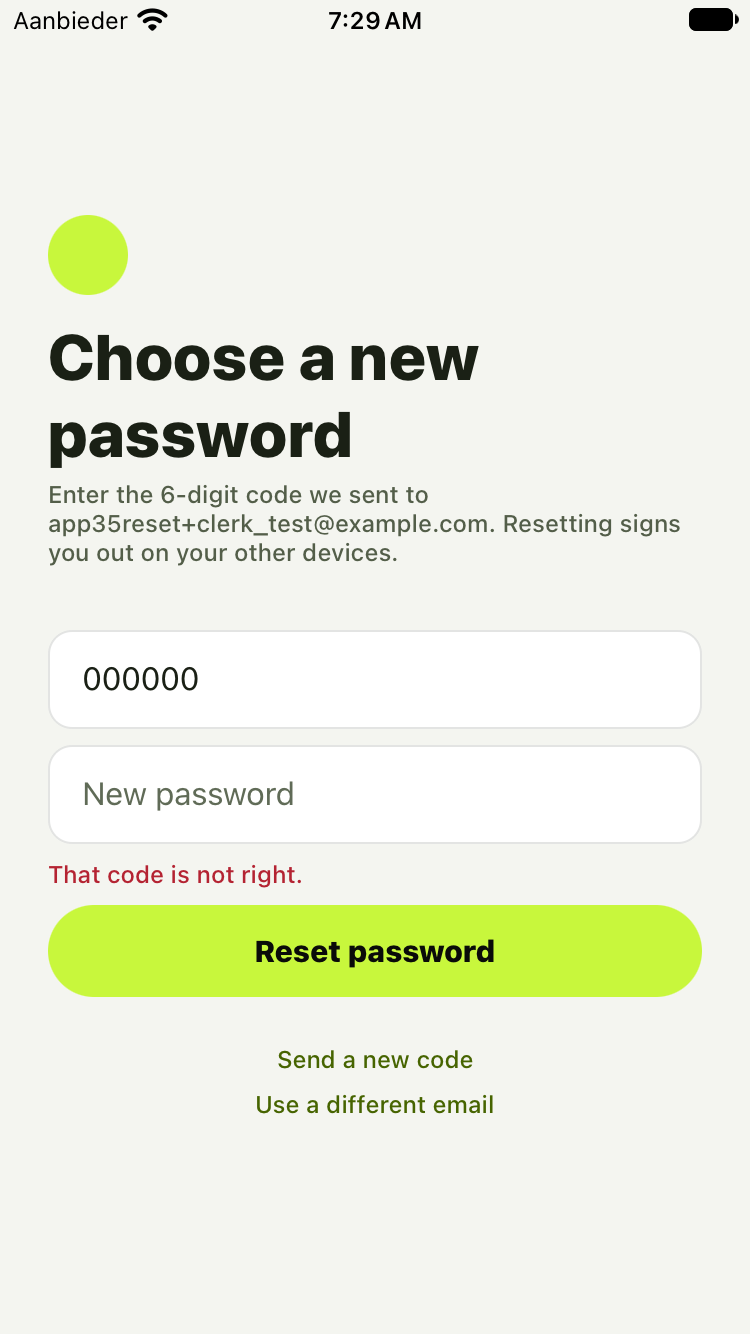 Aanbieder 7:29 AM
Choose a new
password
Enter the 6-digit code we sent to
app35reset+clerk_test@example.com. Resetting signs
you out on your other devices.
000000
New password
That code is not right.
Reset password
Send a new code
Use a different email